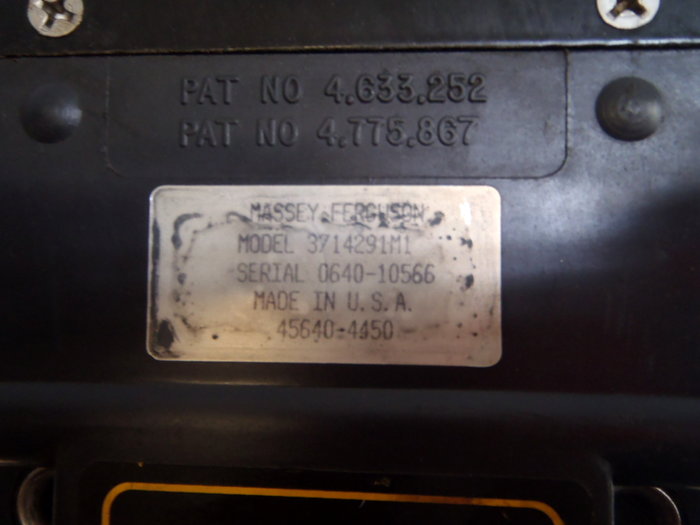 PAT NO 4,633,252
PAT NO 4,775,867
MASSEY FERGUSON
MODEL 3714291M1
SERIAL 0640-10566
MADE IN U.S.A.
45640-4450